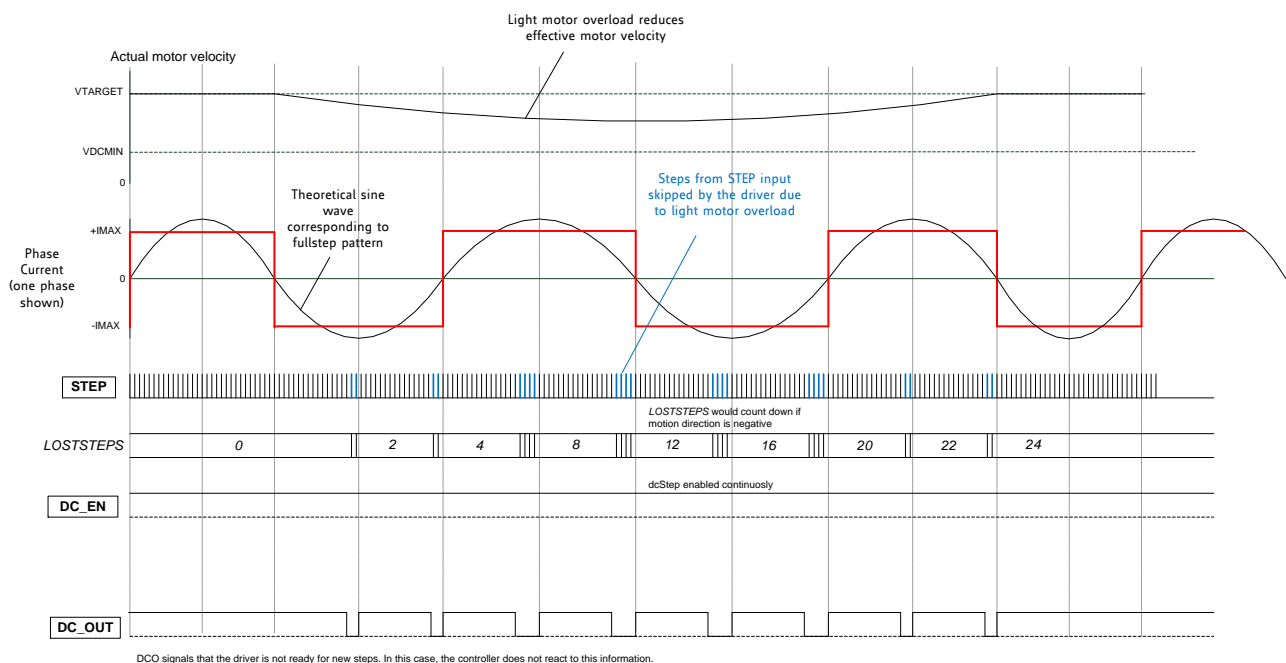 Light motor overload reduces
effective motor velocity
Actual motor velocity
VTARGET
VDCMIN
0
Steps from STEP input
skipped by the driver due
to light motor overload
Theoretical sine
wave
corresponding to
fullstep pattern
+IMAX
Phase
Current
(one phase
shown)
0
-IMAX
STEP
LOSTSTEPS would count down if
motion direction is negative
LOSTSTEPS 0 2 4 8 12 16 20 22 24
dcStep enabled continuosly
DC_EN
DC_OUT
DCO signals that the driver is not ready for new steps. In this case, the controller does not react to this information.